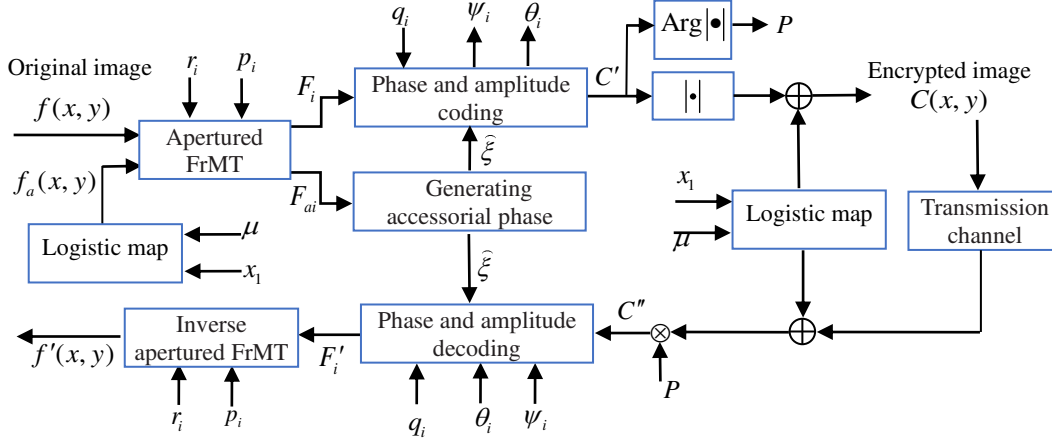 Original image
f(x, y)
r_i
p_i
Apertured
FrMT
f_a(x, y)
Logistic map
μ
x_1
F_i
F_{ai}
q_i
ψ_i
θ_i
Phase and amplitude
coding
ξ̂
Generating
accessorial phase
ξ̂
C′
Arg|•|
P
|•|
Encrypted image
C(x, y)
x_1
μ
Logistic map
Transmission
channel
C″
P
Phase and amplitude
decoding
q_i
θ_i
ψ_i
F_i′
Inverse
apertured FrMT
r_i
p_i
f′(x, y)